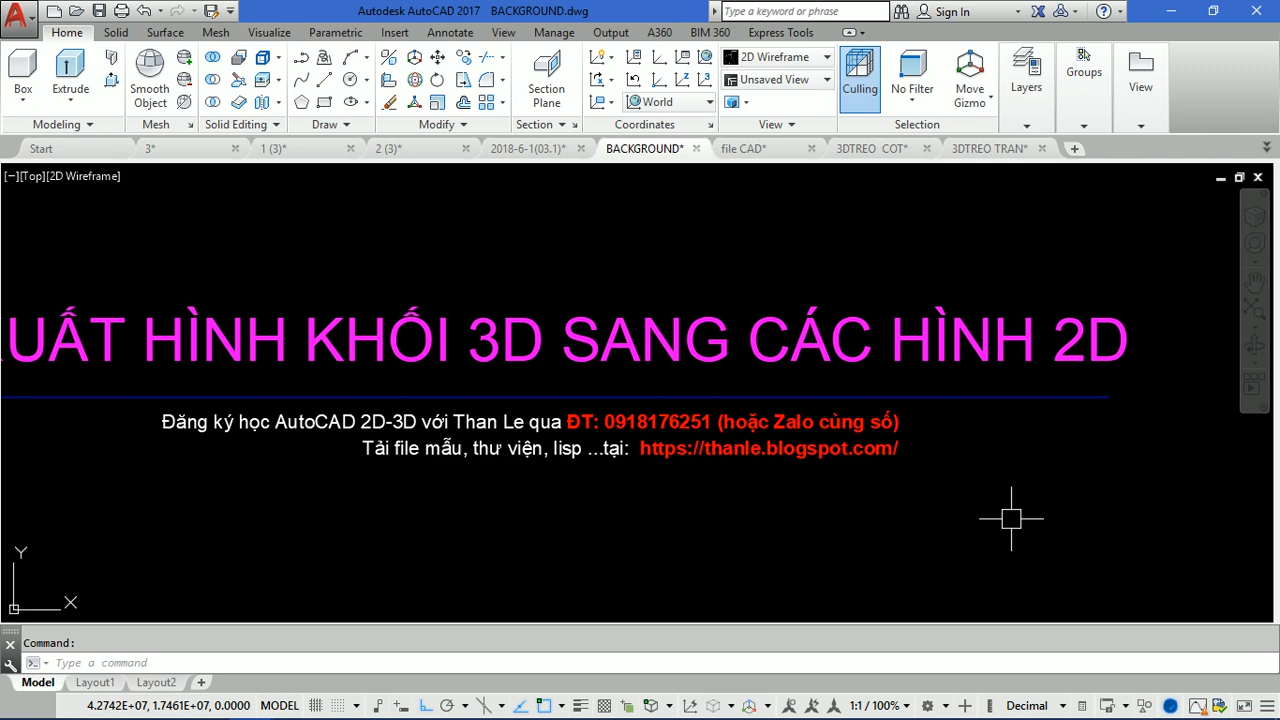 Autodesk AutoCAD 2017 BACKGROUND.dwg
Type a keyword or phrase
Sign In
Home Solid Surface Mesh Visualize Parametric Insert Annotate View Manage Output A360 BIM 360 Express Tools
Box Extrude Smooth Object Section Plane 2D Wireframe Unsaved View World Culling No Filter Move Gizmo Layers Groups View
Modeling Mesh Solid Editing Draw Modify Section Coordinates View Selection
Start 3* 1 (3)* 2 (3)* 2018-6-1(03.1)* BACKGROUND* file CAD* 3DTREO COT* 3DTREO TRAN*
[−][Top][2D Wireframe]
UẤT HÌNH KHỐI 3D SANG CÁC HÌNH 2D
Đăng ký học AutoCAD 2D-3D với Than Le qua ĐT: 0918176251 (hoặc Zalo cùng số)
Tải file mẫu, thư viện, lisp ...tại: https://thanle.blogspot.com/
Y
X
Command:
Type a command
Model Layout1 Layout2
4.2742E+07, 1.7461E+07, 0.0000 MODEL 1:1 / 100% Decimal